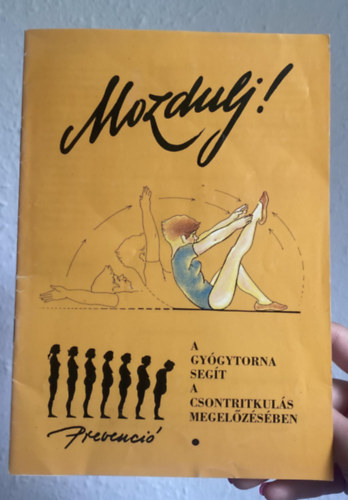 Mozdulj!
A
GYÓGYTORNA
SEGÍT
A
CSONTRITKULÁS
MEGELŐZÉSÉBEN
Prevenció